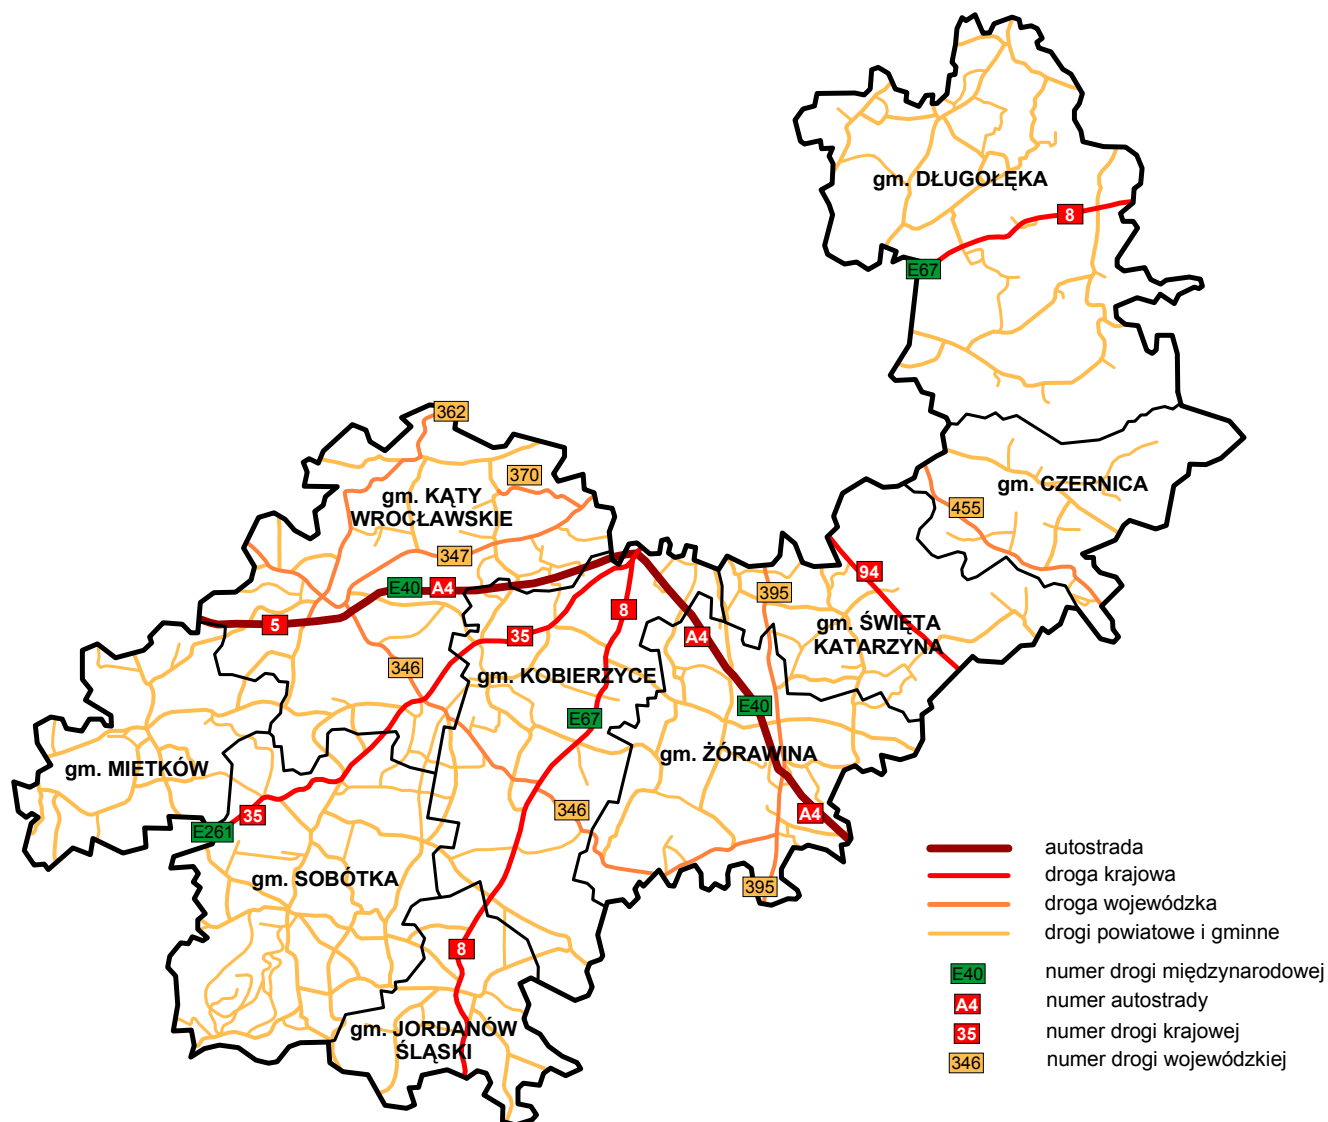 gm. DŁUGOŁĘKA
8
E67
362
370
gm. KĄTY
WROCŁAWSKIE
gm. CZERNICA
455
347
E40
A4
94
395
8
5
35
A4
gm. ŚWIĘTA
KATARZYNA
346
gm. KOBIERZYCE
E67
E40
gm. ŻÓRAWINA
gm. MIETKÓW
346
35
A4
E261
gm. SOBÓTKA
395
8
gm. JORDANÓW
ŚLĄSKI
autostrada
droga krajowa
droga wojewódzka
drogi powiatowe i gminne
E40 numer drogi międzynarodowej
A4 numer autostrady
35 numer drogi krajowej
346 numer drogi wojewódzkiej